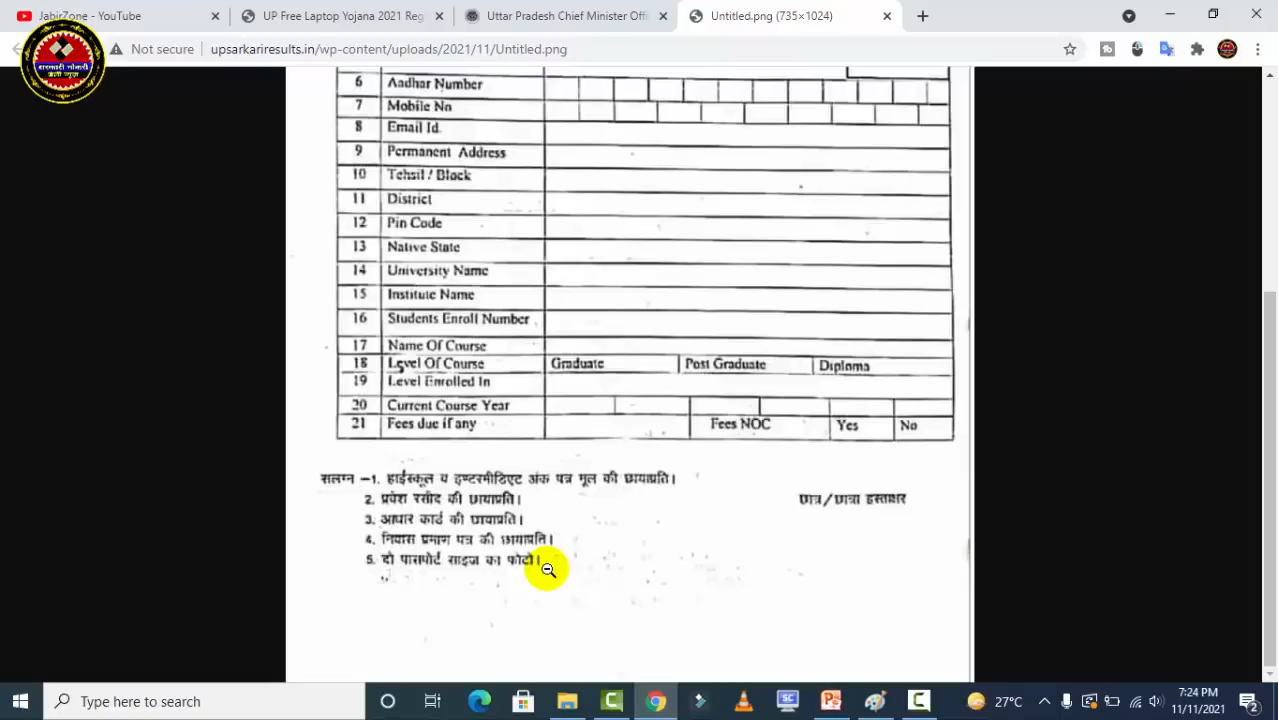 JabirZone - YouTube
UP Free Laptop Yojana 2021 Reg
Uttar Pradesh Chief Minister Offi
Untitled.png (735×1024)
Not secure
upsarkariresults.in/wp-content/uploads/2021/11/Untitled.png
सरकारी नौकरी
डेली न्यूज़
6 Aadhar Number
7 Mobile No
8 Email Id.
9 Permanent Address
10 Tehsil / Block
11 District
12 Pin Code
13 Native State
14 University Name
15 Institute Name
16 Students Enroll Number
17 Name Of Course
18 Level Of Course Graduate Post Graduate Diploma
19 Level Enrolled In
20 Current Course Year
21 Fees due if any Fees NOC Yes No
सलग्न –1. हाईस्कूल व इण्टरमीडिएट अंक पत्र मूल की छायाप्रति।
2. प्रवेश रसीद की छायाप्रति।
छात्र/छात्रा हस्ताक्षर
3. आधार कार्ड की छायाप्रति।
4. निवास प्रमाण पत्र की छायाप्रति।
5. दो पासपोर्ट साइज का फोटो।
Type here to search
27°C
7:24 PM
11/11/2021
2